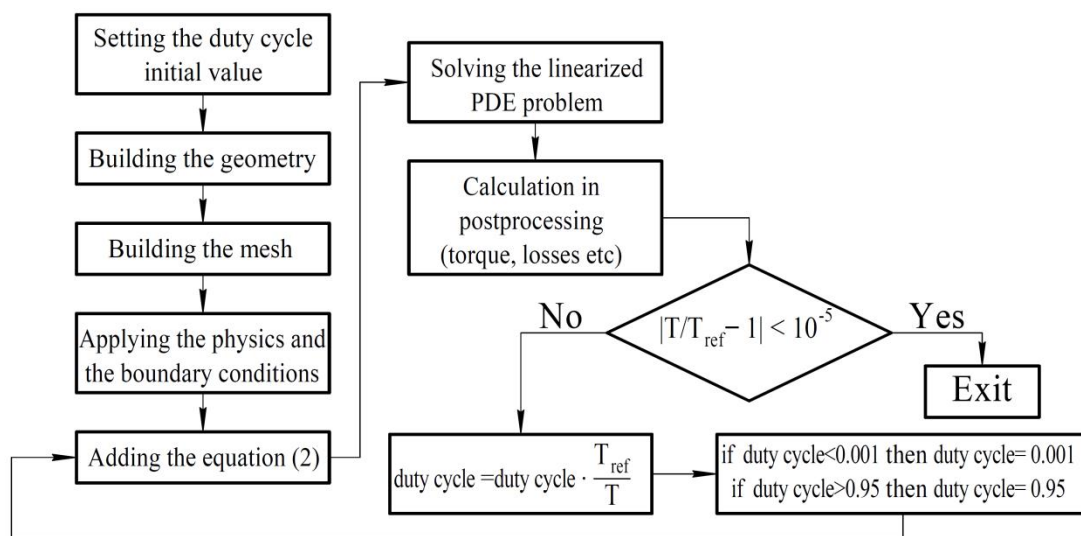 Setting the duty cycle
initial value
Building the geometry
Building the mesh
Applying the physics and
the boundary conditions
Adding the equation (2)
Solving the linearized
PDE problem
Calculation in
postprocessing
(torque, losses etc)
|T/T_ref − 1| < 10^-5
No
Yes
Exit
duty cycle =duty cycle · T_ref/T
if duty cycle<0.001 then duty cycle= 0.001
if duty cycle>0.95 then duty cycle= 0.95